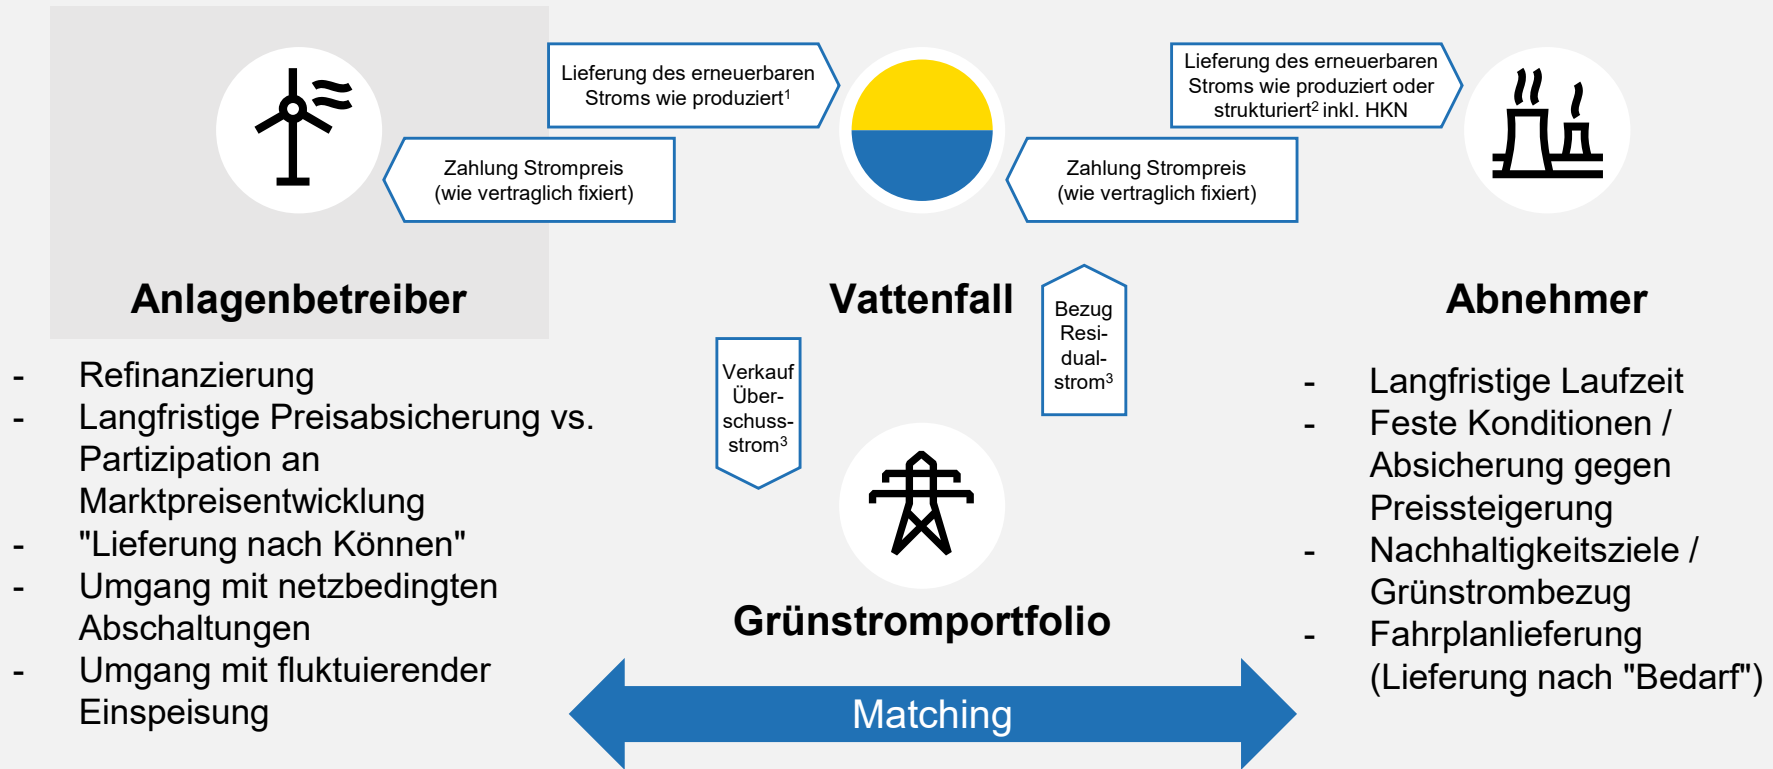 Lieferung des erneuerbaren
Stroms wie produziert¹
Zahlung Strompreis
(wie vertraglich fixiert)
Lieferung des erneuerbaren
Stroms wie produziert oder
strukturiert² inkl. HKN
Zahlung Strompreis
(wie vertraglich fixiert)
Anlagenbetreiber
Vattenfall
Abnehmer
- Refinanzierung
- Langfristige Preisabsicherung vs.
Partizipation an
Marktpreisentwicklung
- "Lieferung nach Können"
- Umgang mit netzbedingten
Abschaltungen
- Umgang mit fluktuierender
Einspeisung
Verkauf
Über-
schuss-
strom³
Bezug
Resi-
dual-
strom³
Grünstromportfolio
Matching
- Langfristige Laufzeit
- Feste Konditionen /
Absicherung gegen
Preissteigerung
- Nachhaltigkeitsziele /
Grünstrombezug
- Fahrplanlieferung
(Lieferung nach "Bedarf")